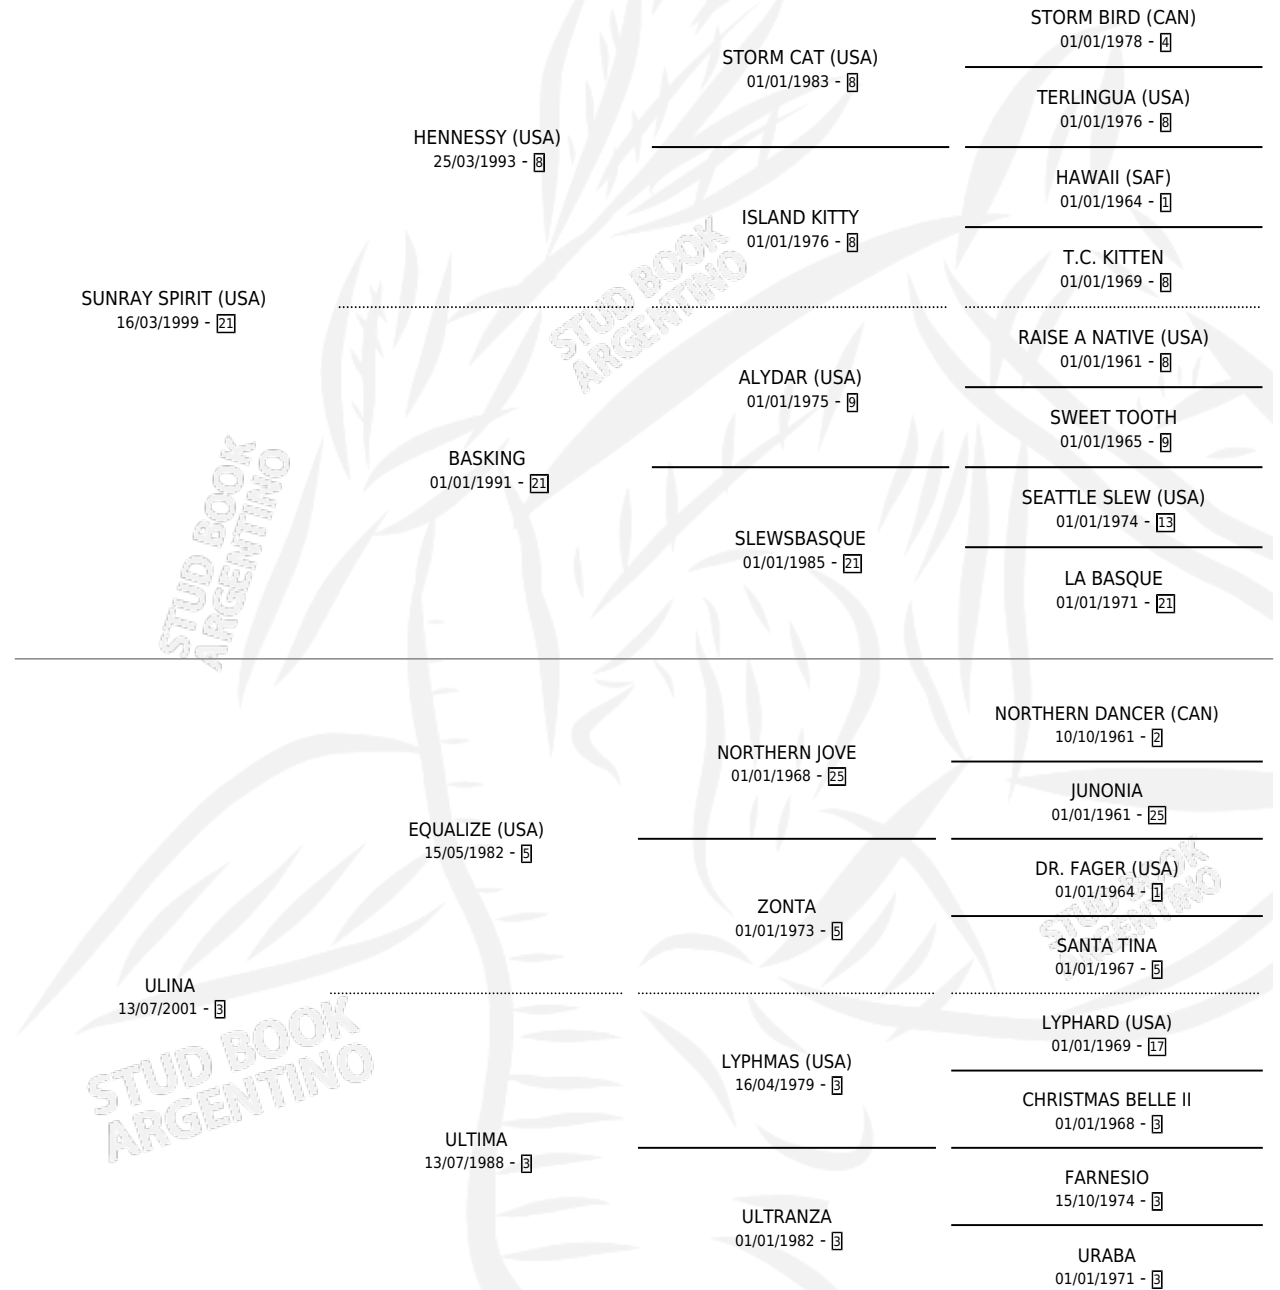 STORM BIRD (CAN)
01/01/1978 - 4
STORM CAT (USA)
01/01/1983 - 8
TERLINGUA (USA)
01/01/1976 - 8
HENNESSY (USA)
25/03/1993 - 8
HAWAII (SAF)
01/01/1964 - 1
ISLAND KITTY
01/01/1976 - 8
T.C. KITTEN
01/01/1969 - 8
SUNRAY SPIRIT (USA)
16/03/1999 - 21
RAISE A NATIVE (USA)
01/01/1961 - 8
ALYDAR (USA)
01/01/1975 - 9
SWEET TOOTH
01/01/1965 - 9
BASKING
01/01/1991 - 21
SEATTLE SLEW (USA)
01/01/1974 - 13
SLEWSBASQUE
01/01/1985 - 21
LA BASQUE
01/01/1971 - 21
NORTHERN DANCER (CAN)
10/10/1961 - 2
NORTHERN JOVE
01/01/1968 - 25
JUNONIA
01/01/1961 - 25
EQUALIZE (USA)
15/05/1982 - 5
DR. FAGER (USA)
01/01/1964 - 1
ZONTA
01/01/1973 - 5
SANTA TINA
01/01/1967 - 5
ULINA
13/07/2001 - 3
LYPHARD (USA)
01/01/1969 - 17
LYPHMAS (USA)
16/04/1979 - 3
CHRISTMAS BELLE II
01/01/1968 - 3
ULTIMA
13/07/1988 - 3
FARNESIO
15/10/1974 - 3
ULTRANZA
01/01/1982 - 3
URABA
01/01/1971 - 3
STUD BOOK
ARGENTINO
STUD BOOK
ARGENTINO
STUD BOOK
ARGENTINO
STUD BOOK
ARGENTINO